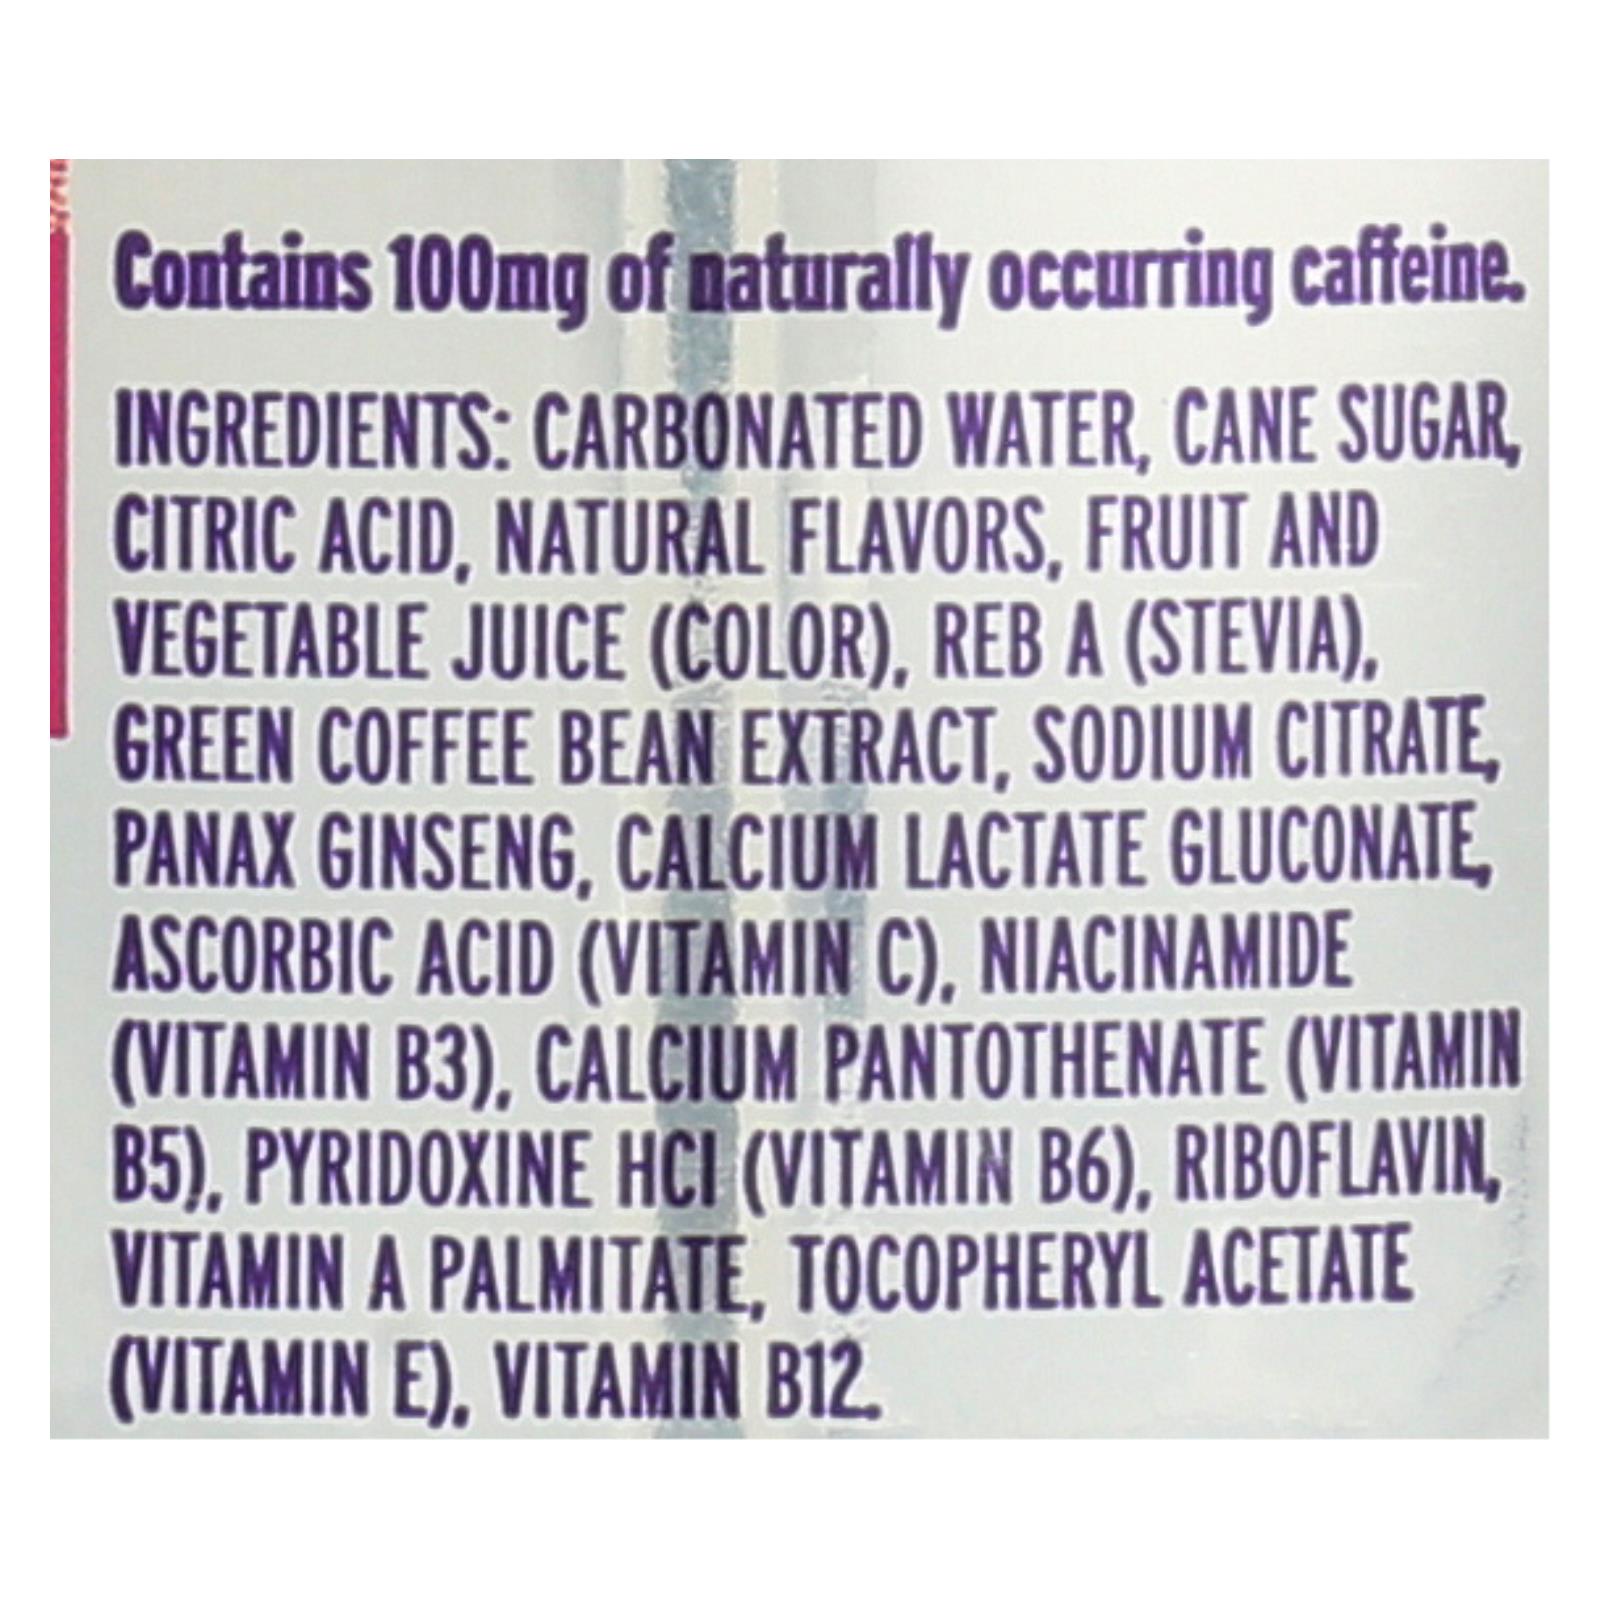 Contains 100mg of naturally occurring caffeine.
INGREDIENTS: CARBONATED WATER, CANE SUGAR,
CITRIC ACID, NATURAL FLAVORS, FRUIT AND
VEGETABLE JUICE (COLOR), REB A (STEVIA),
GREEN COFFEE BEAN EXTRACT, SODIUM CITRATE,
PANAX GINSENG, CALCIUM LACTATE GLUCONATE,
ASCORBIC ACID (VITAMIN C), NIACINAMIDE
(VITAMIN B3), CALCIUM PANTOTHENATE (VITAMIN
B5), PYRIDOXINE HCl (VITAMIN B6), RIBOFLAVIN,
VITAMIN A PALMITATE, TOCOPHERYL ACETATE
(VITAMIN E), VITAMIN B12.